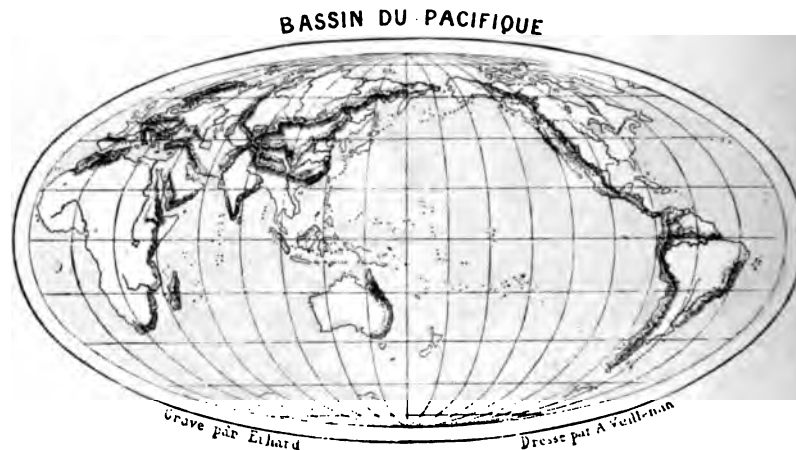 BASSIN DU PACIFIQUE
Gravé par Erhard
Dressé par A Vuillemin